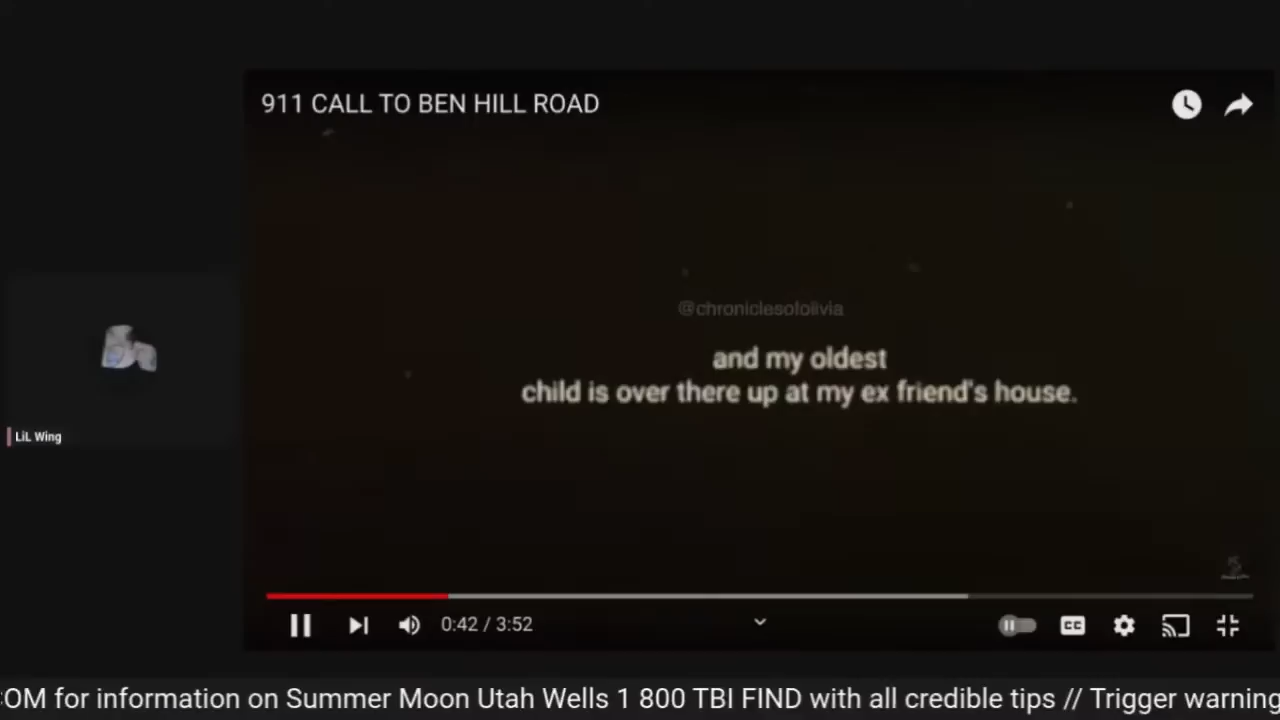 911 CALL TO BEN HILL ROAD
@chroniclesofolivia
and my oldest
child is over there up at my ex friend's house.
LiL Wing
0:42 / 3:52
CC
OM for information on Summer Moon Utah Wells 1 800 TBI FIND with all credible tips // Trigger warning